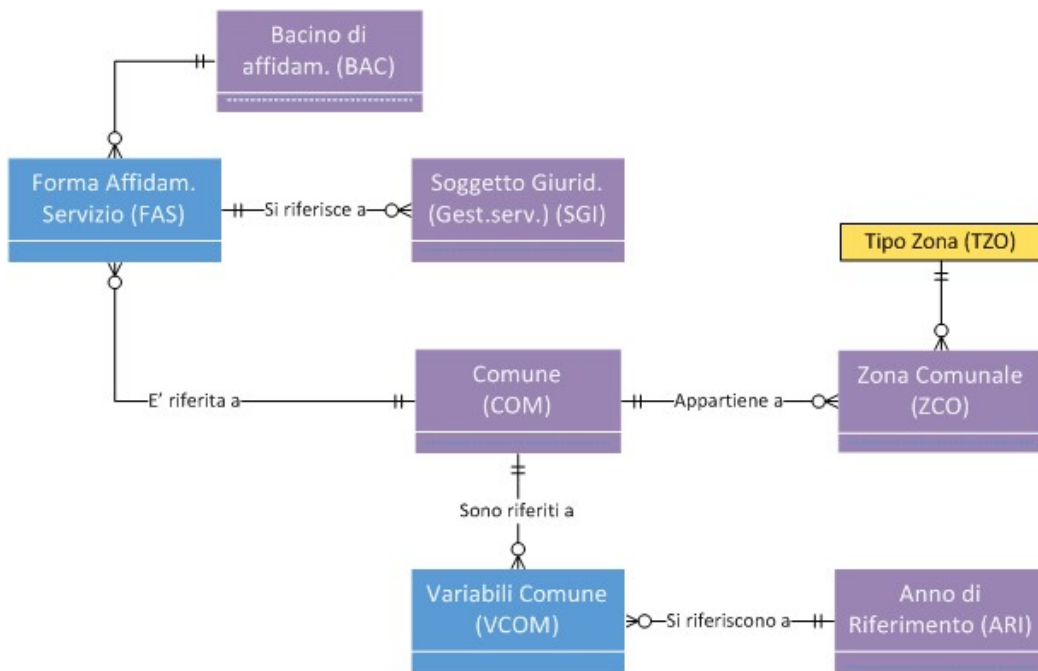 Bacino di
affidam. (BAC)
Forma Affidam.
Servizio (FAS)
Si riferisce a
Soggetto Giurid.
(Gest.serv.) (SGI)
Tipo Zona (TZO)
E’ riferita a
Comune
(COM)
Appartiene a
Zona Comunale
(ZCO)
Sono riferiti a
Variabili Comune
(VCOM)
Si riferiscono a
Anno di
Riferimento (ARI)